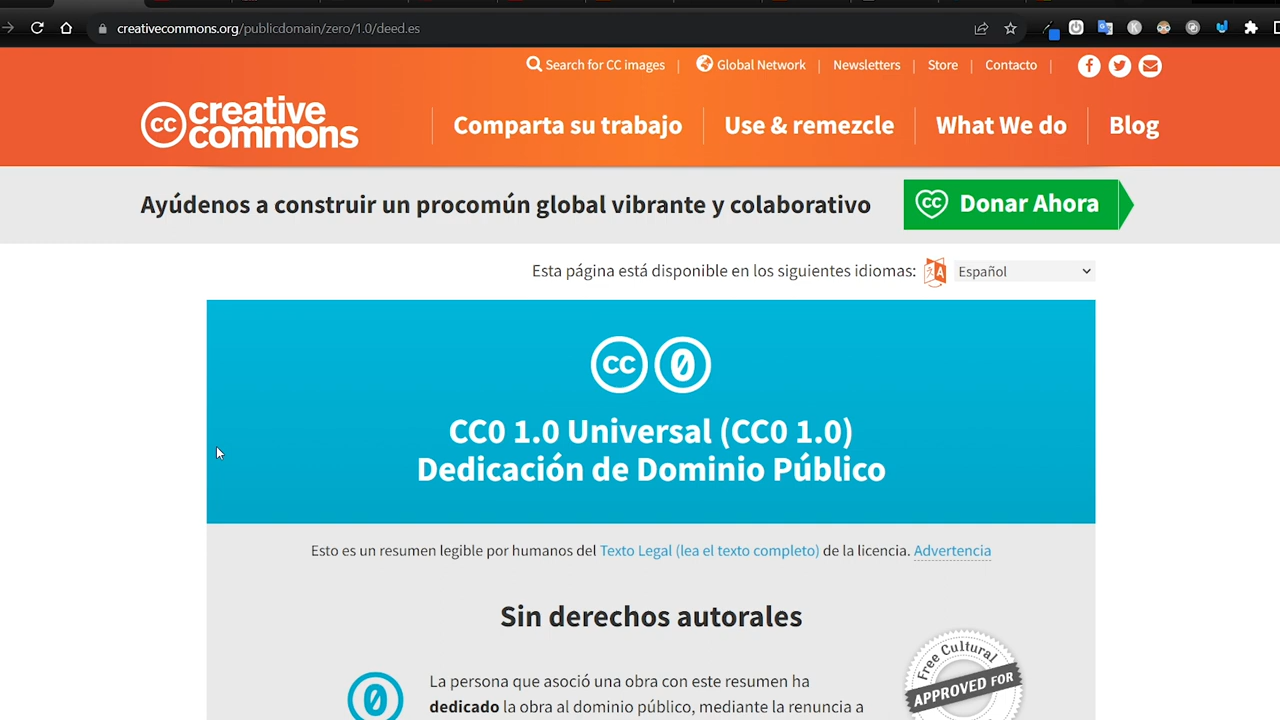 creativecommons.org/publicdomain/zero/1.0/deed.es
Search for CC images | Global Network | Newsletters | Store | Contacto |
cc creative commons
Comparta su trabajo
Use & remezcle
What We do
Blog
Ayúdenos a construir un procomún global vibrante y colaborativo
cc Donar Ahora
Esta página está disponible en los siguientes idiomas: Español
cc 0
CC0 1.0 Universal (CC0 1.0)
Dedicación de Dominio Público
Esto es un resumen legible por humanos del Texto Legal (lea el texto completo) de la licencia. Advertencia
Sin derechos autorales
Free Cultural
APPROVED FOR
0
La persona que asoció una obra con este resumen ha
dedicado la obra al dominio público, mediante la renuncia a